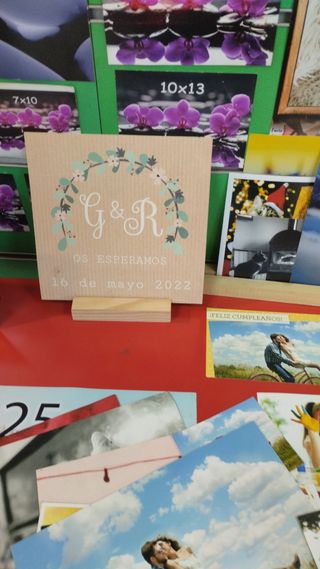 7x10
10x13
G & R
OS ESPERAMOS
16 de mayo 2022
¡FELIZ CUMPLEAÑOS!
25